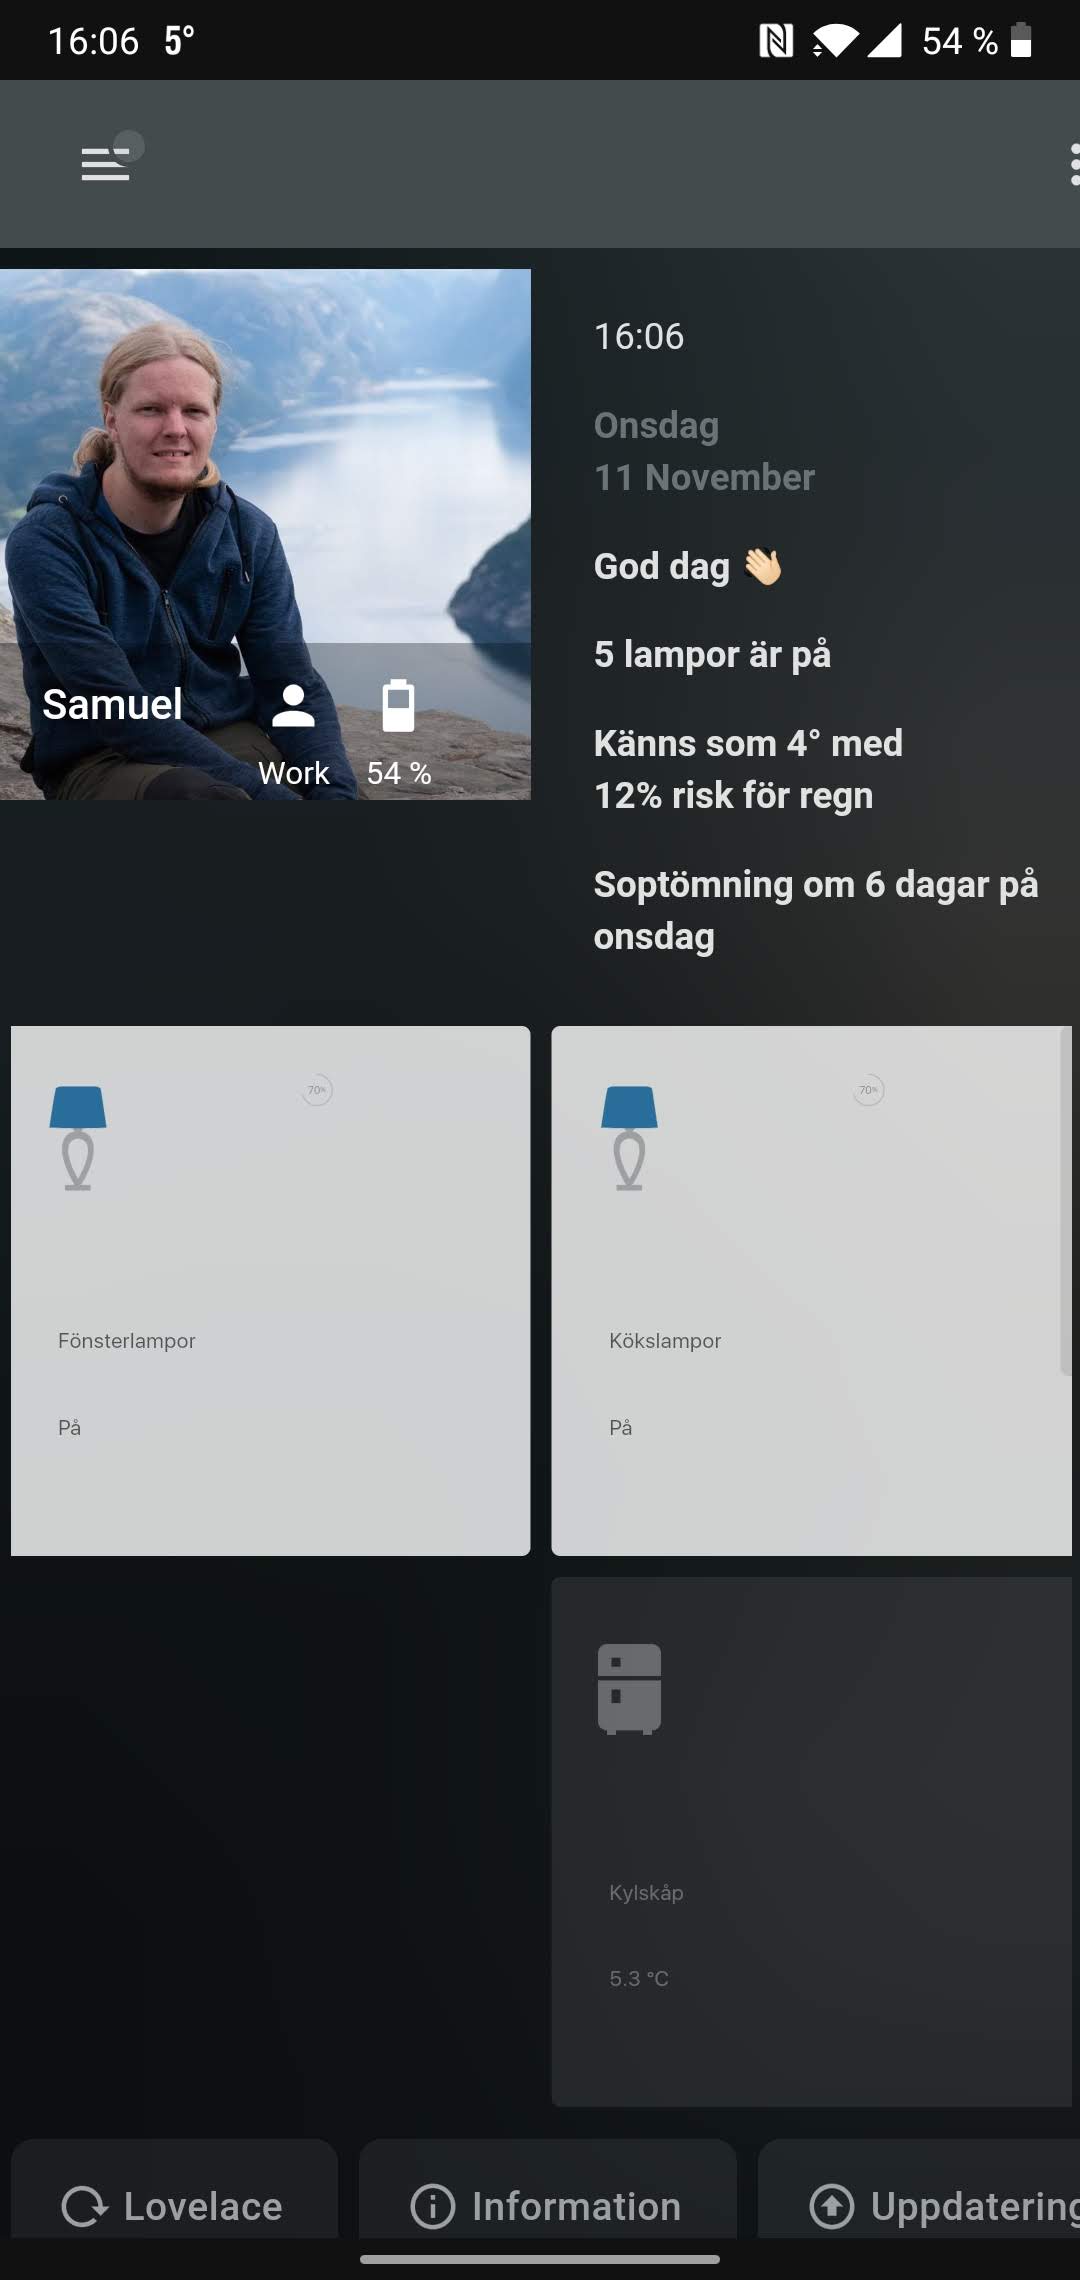 16:06 5° 54 %
16:06
Onsdag
11 November
God dag 👋🏻
5 lampor är på
Känns som 4° med
12% risk för regn
Soptömning om 6 dagar på
onsdag
Samuel
Work 54 %
70% 70%
Fönsterlampor Kökslampor
På På
Kylskåp
5.3 °C
Lovelace Information Uppdatering